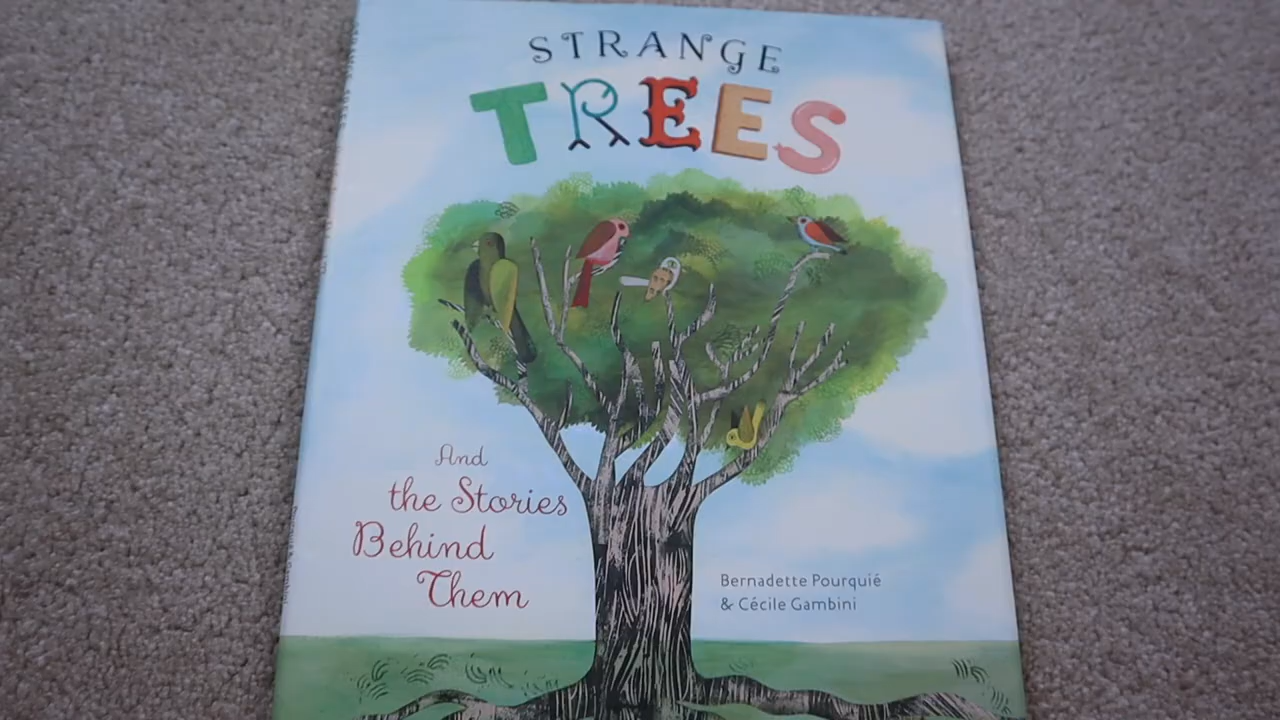 STRANGE
TREES
And
the Stories
Behind
Them
Bernadette Pourquié
& Cécile Gambini